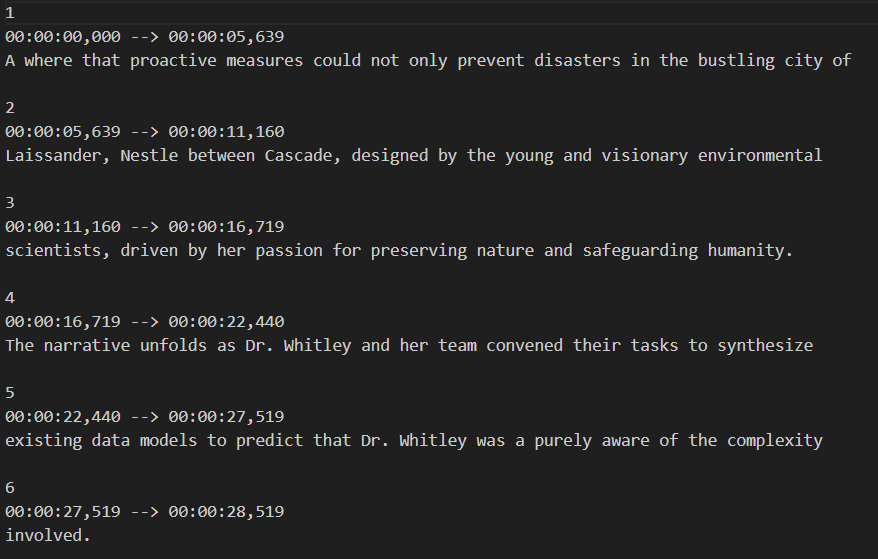 1
00:00:00,000 --> 00:00:05,639
A where that proactive measures could not only prevent disasters in the bustling city of
2
00:00:05,639 --> 00:00:11,160
Laissander, Nestle between Cascade, designed by the young and visionary environmental
3
00:00:11,160 --> 00:00:16,719
scientists, driven by her passion for preserving nature and safeguarding humanity.
4
00:00:16,719 --> 00:00:22,440
The narrative unfolds as Dr. Whitley and her team convened their tasks to synthesize
5
00:00:22,440 --> 00:00:27,519
existing data models to predict that Dr. Whitley was a purely aware of the complexity
6
00:00:27,519 --> 00:00:28,519
involved.